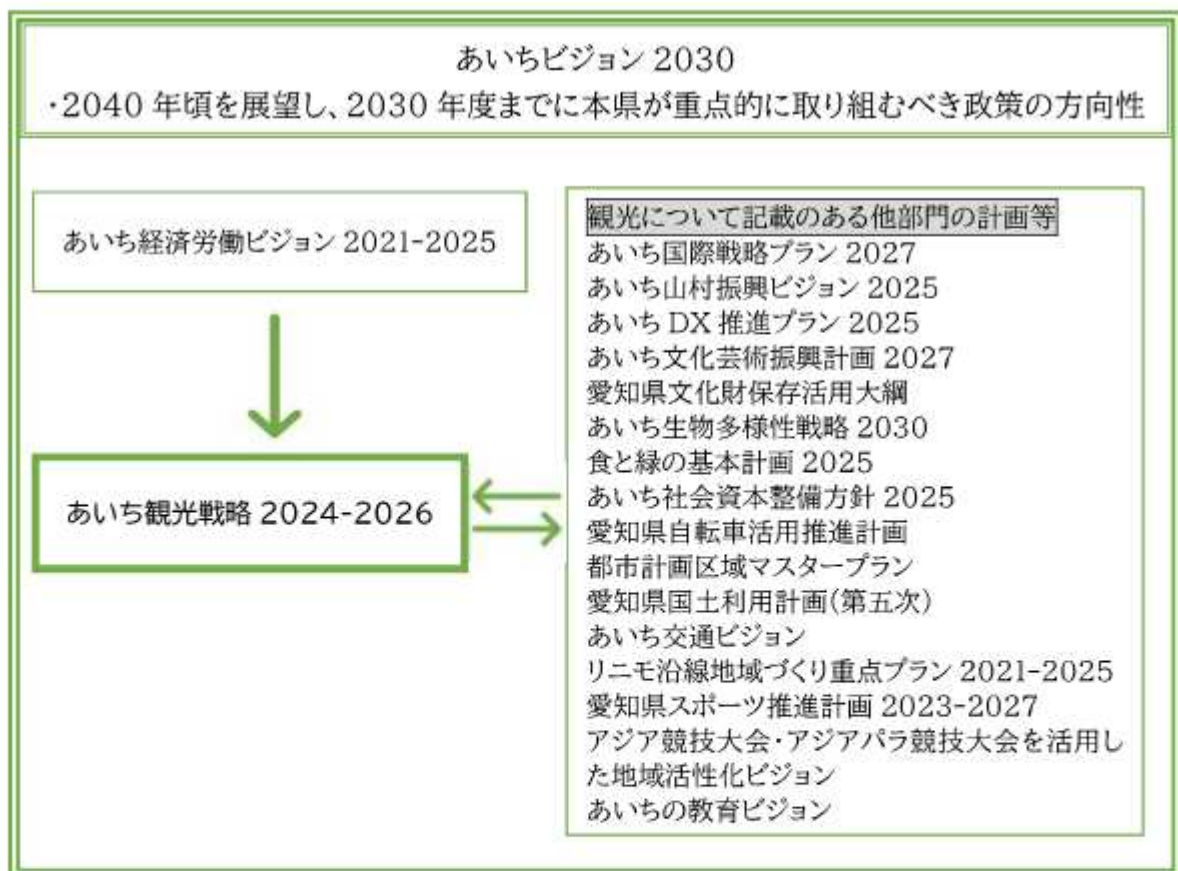 あいちビジョン 2030
・2040 年頃を展望し、2030 年度までに本県が重点的に取り組むべき政策の方向性
あいち経済労働ビジョン 2021-2025
あいち観光戦略 2024-2026
観光について記載のある他部門の計画等
あいち国際戦略プラン 2027
あいち山村振興ビジョン 2025
あいち DX 推進プラン 2025
あいち文化芸術振興計画 2027
愛知県文化財保存活用大綱
あいち生物多様性戦略 2030
食と緑の基本計画 2025
あいち社会資本整備方針 2025
愛知県自転車活用推進計画
都市計画区域マスタープラン
愛知県国土利用計画(第五次)
あいち交通ビジョン
リニモ沿線地域づくり重点プラン 2021-2025
愛知県スポーツ推進計画 2023-2027
アジア競技大会・アジアパラ競技大会を活用し
た地域活性化ビジョン
あいちの教育ビジョン